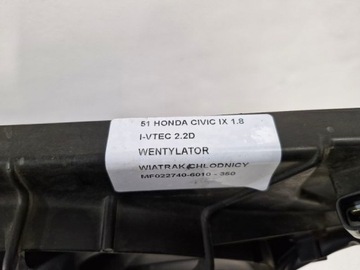 51 HONDA CIVIC IX 1.8
I-VTEC 2.2D
WENTYLATOR
WIATRAK CHŁODNICY
MF022740-6010 - 350